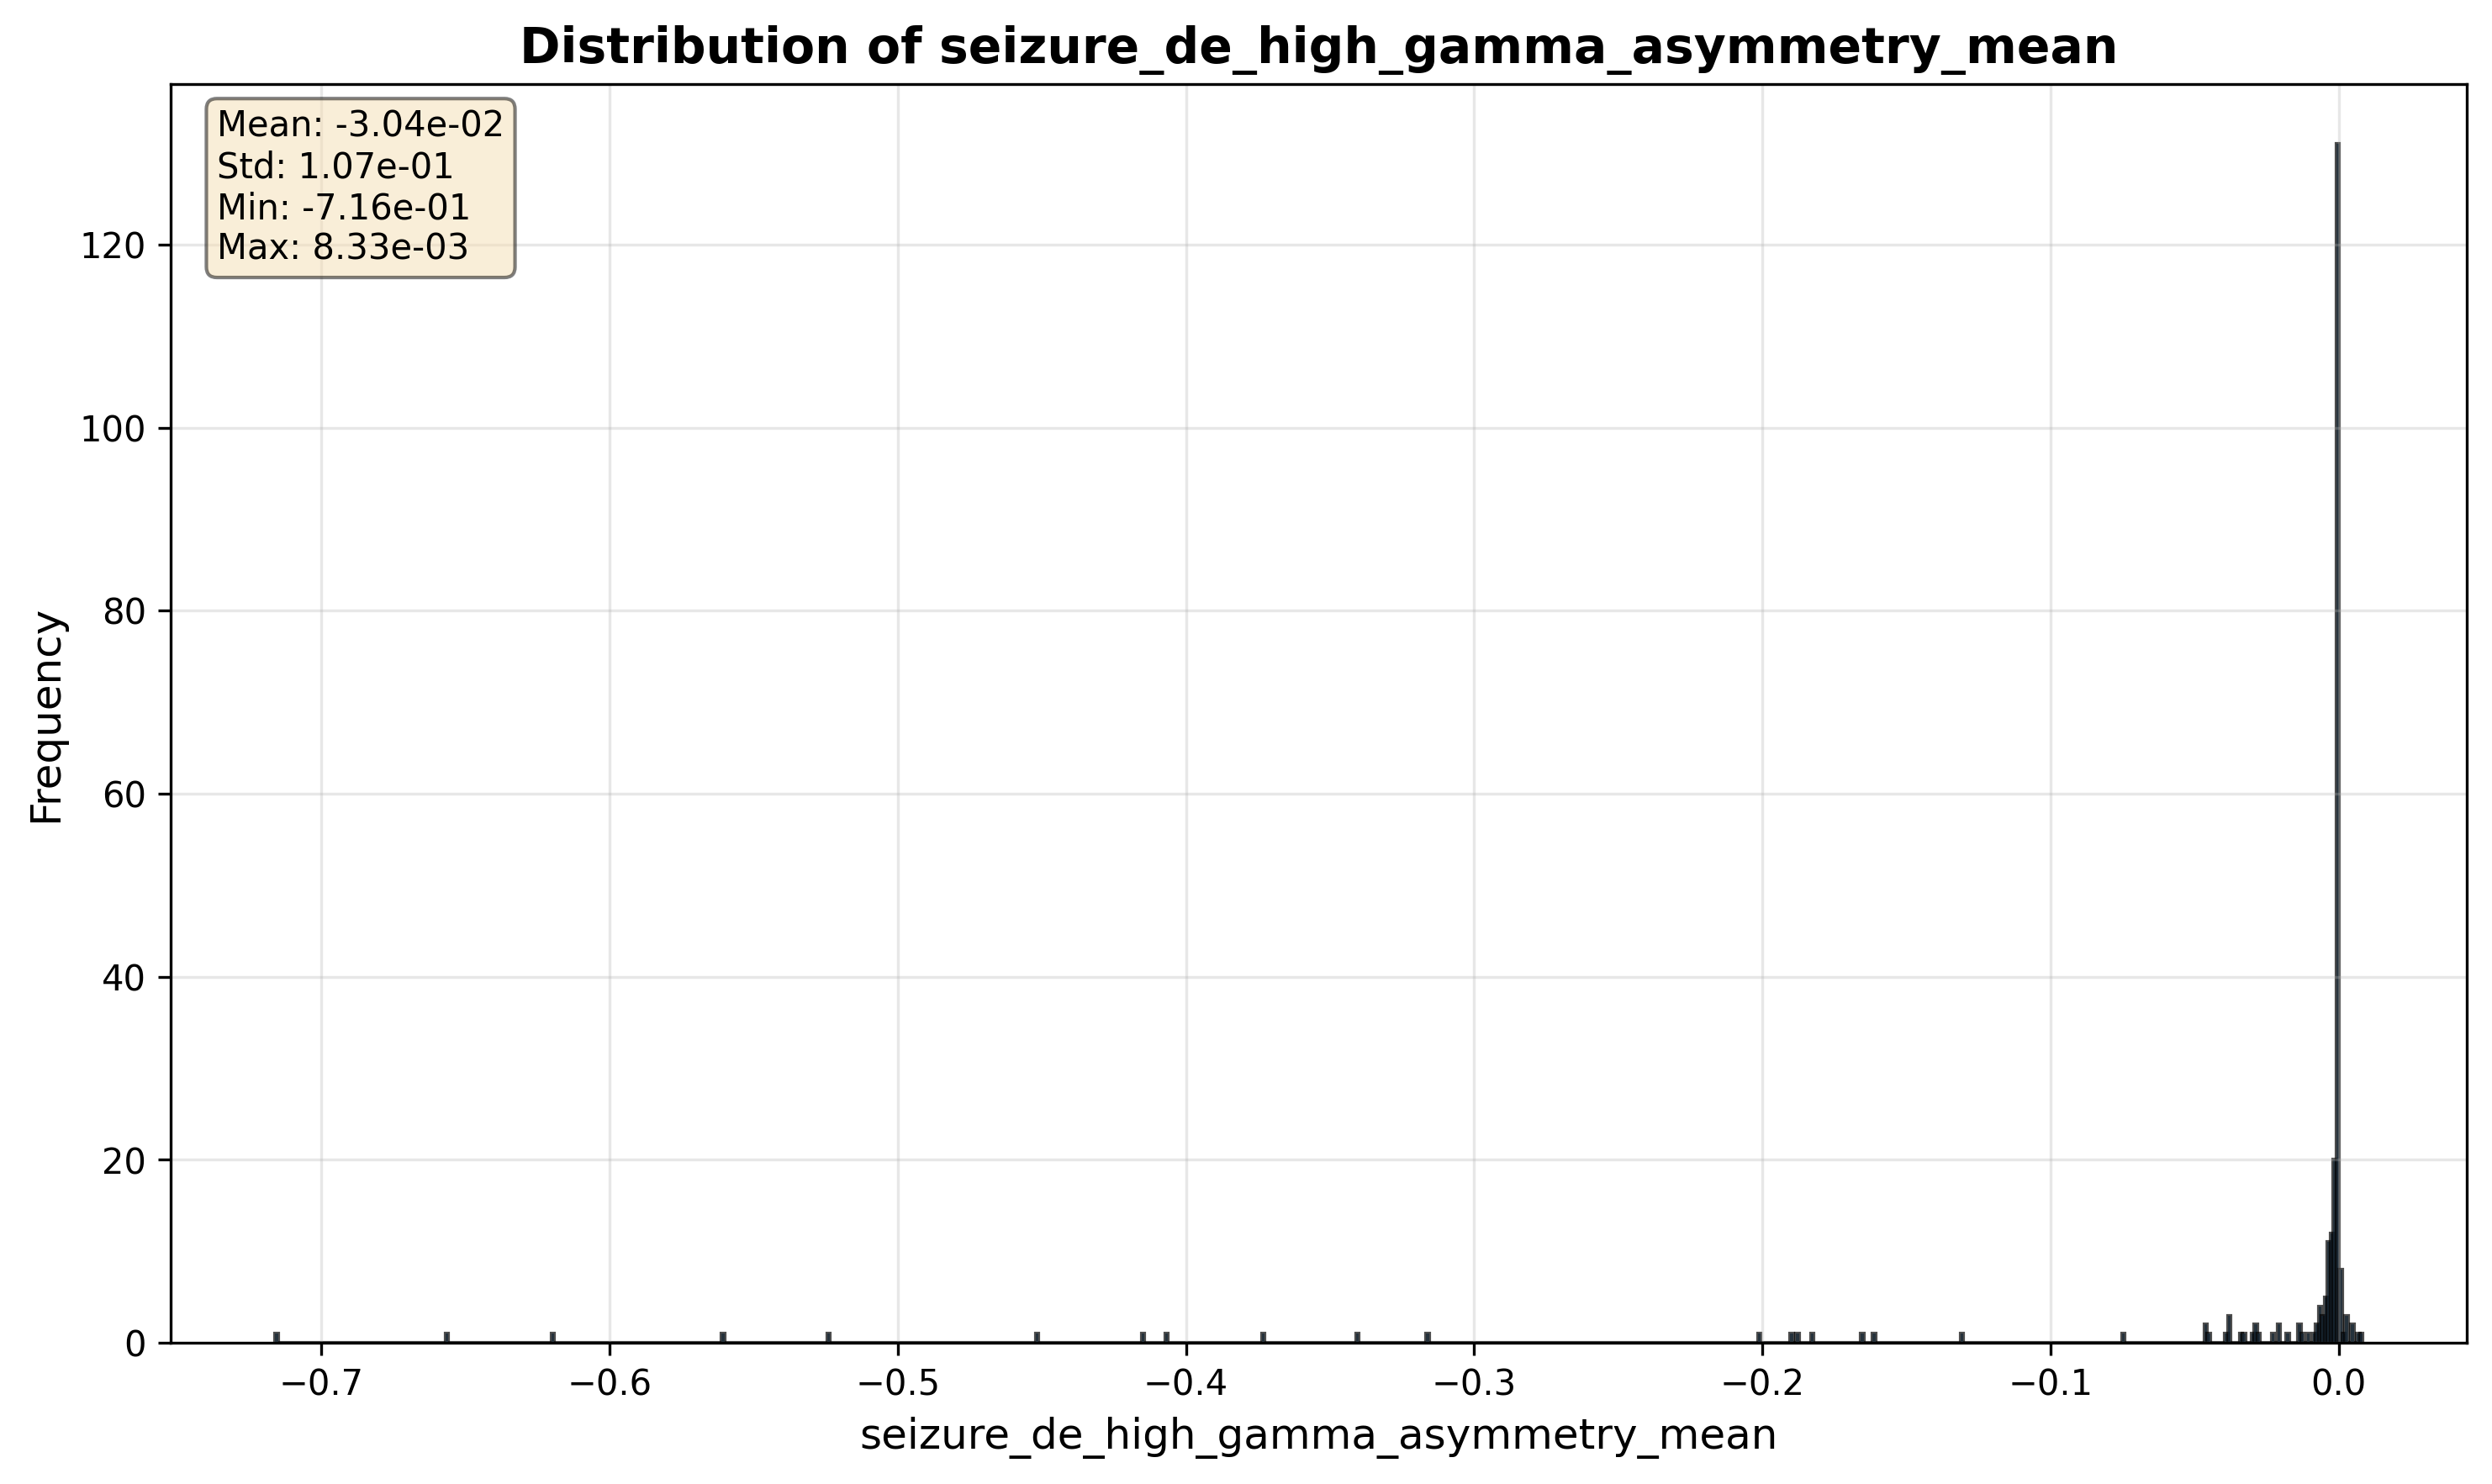 Distribution of seizure_de_high_gamma_asymmetry_mean
Mean: -3.04e-02
Std: 1.07e-01
Min: -7.16e-01
Max: 8.33e-03
120
100
80
60
40
20
0
Frequency
−0.7 −0.6 −0.5 −0.4 −0.3 −0.2 −0.1 0.0
seizure_de_high_gamma_asymmetry_mean